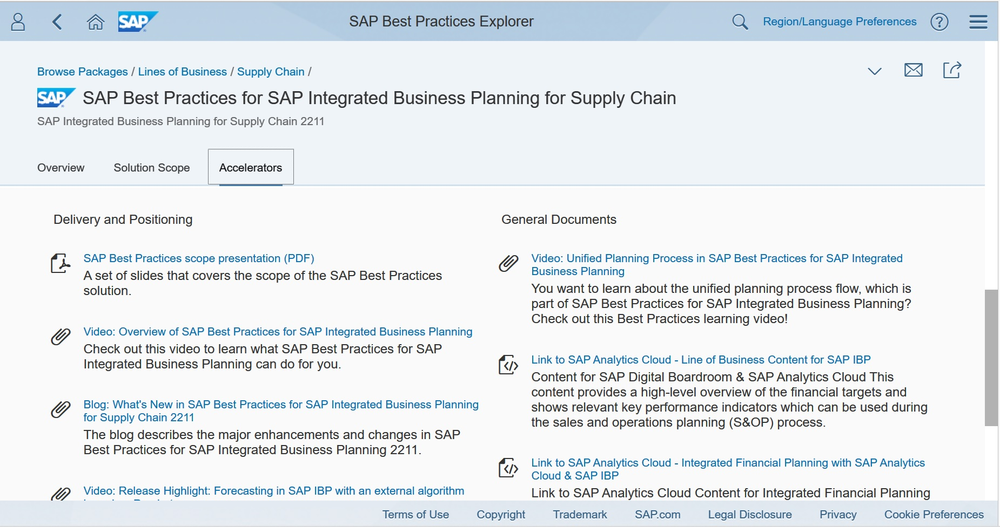 SAP
SAP Best Practices Explorer
Region/Language Preferences
Browse Packages / Lines of Business / Supply Chain /
SAP
SAP Best Practices for SAP Integrated Business Planning for Supply Chain
SAP Integrated Business Planning for Supply Chain 2211
Overview
Solution Scope
Accelerators
Delivery and Positioning
SAP Best Practices scope presentation (PDF)
A set of slides that covers the scope of the SAP Best Practices
solution.
Video: Overview of SAP Best Practices for SAP Integrated Business Planning
Check out this video to learn what SAP Best Practices for SAP
Integrated Business Planning can do for you.
Blog: What's New in SAP Best Practices for SAP Integrated Business Planning
for Supply Chain 2211
The blog describes the major enhancements and changes in SAP
Best Practices for SAP Integrated Business Planning 2211.
Video: Release Highlight: Forecasting in SAP IBP with an external algorithm
General Documents
Video: Unified Planning Process in SAP Best Practices for SAP Integrated
Business Planning
You want to learn about the unified planning process flow, which is
part of SAP Best Practices for SAP Integrated Business Planning?
Check out this Best Practices learning video!
Link to SAP Analytics Cloud - Line of Business Content for SAP IBP
Content for SAP Digital Boardroom & SAP Analytics Cloud This
content provides a high-level overview of the financial targets and
shows relevant key performance indicators which can be used during
the sales and operations planning (S&OP) process.
Link to SAP Analytics Cloud - Integrated Financial Planning with SAP Analytics
Cloud & SAP IBP
Link to SAP Analytics Cloud Content for Integrated Financial Planning
Terms of Use
Copyright
Trademark
SAP.com
Legal Disclosure
Privacy
Cookie Preferences